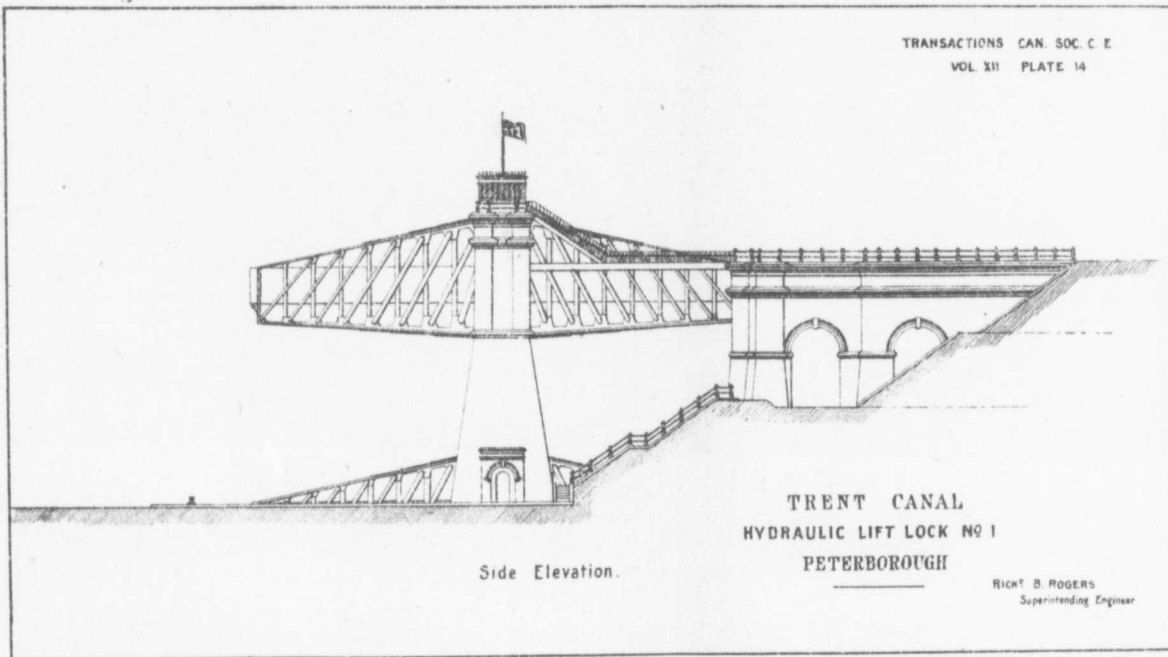 TRANSACTIONS CAN. SOC. C. E.
VOL. XII PLATE 14
TRENT CANAL
HYDRAULIC LIFT LOCK Nº 1
PETERBOROUGH
Side Elevation.
RICHᵈ B. ROGERS
Superintending Engineer